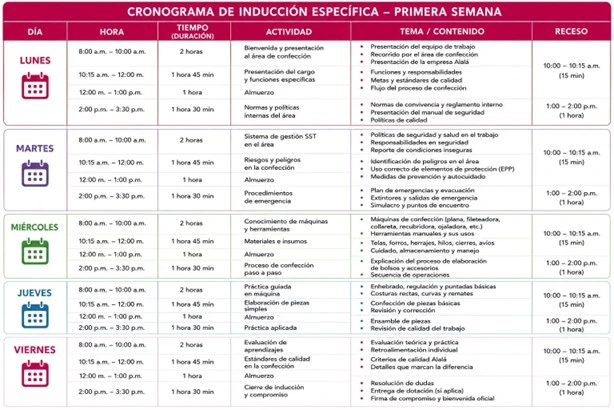 CRONOGRAMA DE INDUCCIÓN ESPECÍFICA – PRIMERA SEMANA
DÍA HORA TIEMPO (DURACIÓN) ACTIVIDAD TEMA / CONTENIDO RECESO
LUNES
8:00 a.m. – 10:00 a.m. 2 horas Bienvenida y presentación al área de confección
• Presentación del equipo de trabajo
• Recorrido por el área de confección
• Presentación de la empresa Alalá
10:15 a.m. – 12:00 m. 1 hora 45 min Presentación del cargo y funciones específicas
• Funciones y responsabilidades
• Metas y estándares de calidad
• Flujo del proceso de confección
12:00 m. – 1:00 p.m. 1 hora Almuerzo
2:00 p.m. – 3:30 p.m. 1 hora 30 min Normas y políticas internas del área
• Normas de convivencia y reglamento interno
• Presentación del manual de seguridad
• Políticas de calidad
10:00 – 10:15 a.m.
(15 min)
1:00 – 2:00 p.m.
(1 hora)
MARTES
8:00 a.m. – 10:00 a.m. 2 horas Sistema de gestión SST en el área
• Políticas de seguridad y salud en el trabajo
• Responsabilidades en seguridad
• Reporte de condiciones inseguras
10:15 a.m. – 12:00 m. 1 hora 45 min Riesgos y peligros en la confección
• Identificación de peligros en el área
• Uso correcto de elementos de protección (EPP)
• Medidas de prevención y autocuidado
12:00 m. – 1:00 p.m. 1 hora Almuerzo
2:00 p.m. – 3:30 p.m. 1 hora 30 min Procedimientos de emergencia
• Plan de emergencias y evacuación
• Extintores y salidas de emergencia
• Simulacro y puntos de encuentro
10:00 – 10:15 a.m.
(15 min)
1:00 – 2:00 p.m.
(1 hora)
MIÉRCOLES
8:00 a.m. – 10:00 a.m. 2 horas Conocimiento de máquinas y herramientas
• Máquinas de confección (plana, fileteadora, collareta, recubridora, ojaladora, etc.)
• Herramientas manuales y sus usos
10:15 a.m. – 12:00 m. 1 hora 45 min Materiales e insumos
• Telas, forros, herrajes, hilos, cierres, avíos
• Cuidado, almacenamiento y manejo
12:00 m. – 1:00 p.m. 1 hora Almuerzo
2:00 p.m. – 3:30 p.m. 1 hora 30 min Proceso de confección paso a paso
• Explicación del proceso de elaboración de bolsos y accesorios
• Secuencia de operaciones
10:00 – 10:15 a.m.
(15 min)
1:00 – 2:00 p.m.
(1 hora)
JUEVES
8:00 a.m. – 10:00 a.m. 2 horas Práctica guiada en máquina
• Enhebrado, regulación y puntadas básicas
• Costuras rectas, curvas y remates
10:15 a.m. – 12:00 m. 1 hora 45 min Elaboración de piezas simples
• Confección de piezas básicas
• Revisión y corrección
12:00 m. – 1:00 p.m. 1 hora Almuerzo
2:00 p.m. – 3:30 p.m. 1 hora 30 min Práctica aplicada
• Ensamble de piezas
• Revisión de calidad del trabajo
10:00 – 10:15 a.m.
(15 min)
1:00 – 2:00 p.m.
(1 hora)
VIERNES
8:00 a.m. – 10:00 a.m. 2 horas Evaluación de aprendizajes
• Evaluación teórica y práctica
• Retroalimentación individual
10:15 a.m. – 12:00 m. 1 hora 45 min Estándares de calidad en la confección
• Criterios de calidad Alalá
• Detalles que marcan la diferencia
12:00 m. – 1:00 p.m. 1 hora Almuerzo
2:00 p.m. – 3:30 p.m. 1 hora 30 min Cierre de inducción y compromiso
• Resolución de dudas
• Entrega de dotación (si aplica)
• Firma de compromiso y bienvenida oficial
10:00 – 10:15 a.m.
(15 min)
1:00 – 2:00 p.m.
(1 hora)